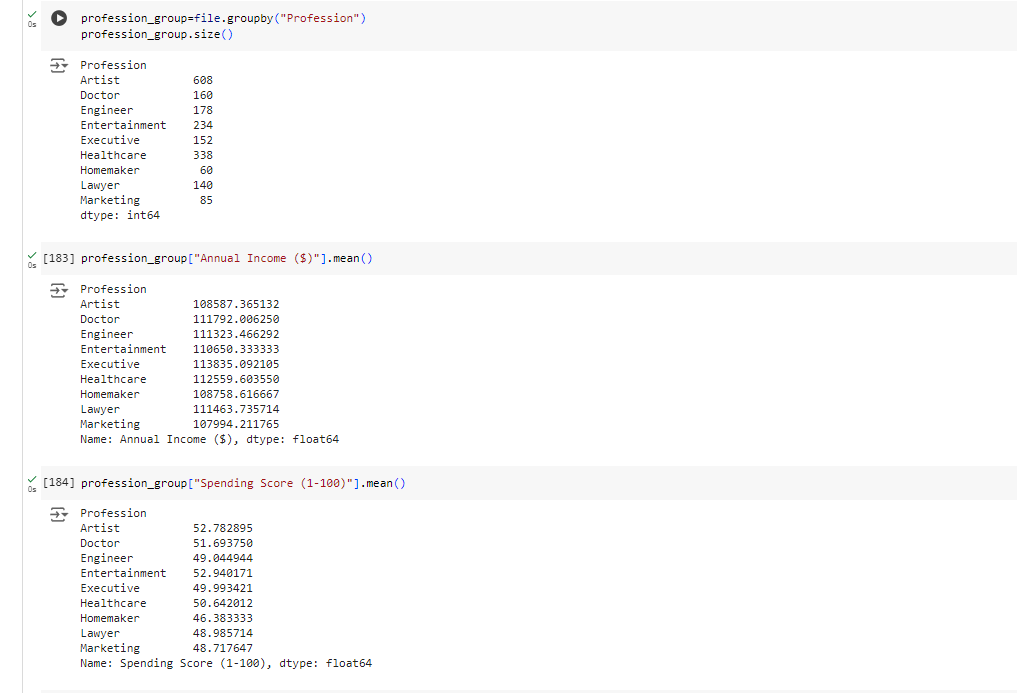 0s
profession_group=file.groupby("Profession")
profession_group.size()
Profession
Artist 608
Doctor 160
Engineer 178
Entertainment 234
Executive 152
Healthcare 338
Homemaker 60
Lawyer 140
Marketing 85
dtype: int64
0s
[183] profession_group["Annual Income ($)"].mean()
Profession
Artist 108587.365132
Doctor 111792.006250
Engineer 111323.466292
Entertainment 110650.333333
Executive 113835.092105
Healthcare 112559.603550
Homemaker 108758.616667
Lawyer 111463.735714
Marketing 107994.211765
Name: Annual Income ($), dtype: float64
0s
[184] profession_group["Spending Score (1-100)"].mean()
Profession
Artist 52.782895
Doctor 51.693750
Engineer 49.044944
Entertainment 52.940171
Executive 49.993421
Healthcare 50.642012
Homemaker 46.383333
Lawyer 48.985714
Marketing 48.717647
Name: Spending Score (1-100), dtype: float64